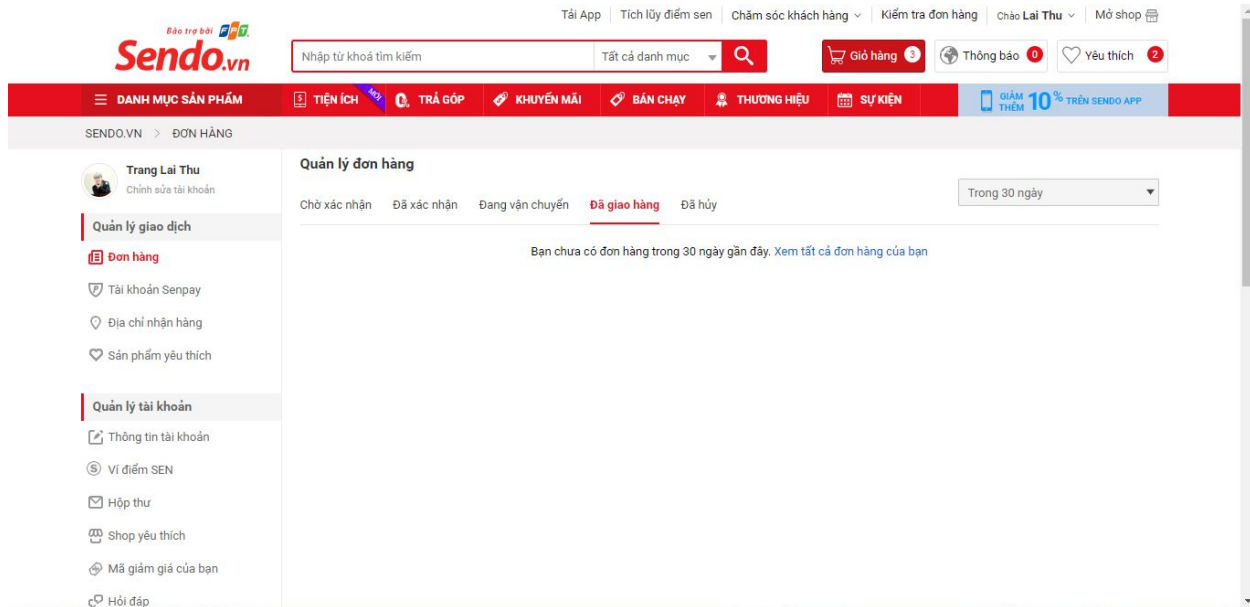 Tải App Tích lũy điểm sen Chăm sóc khách hàng Kiểm tra đơn hàng Chào Lai Thu Mở shop
Bảo trợ bởi FPT
Sendo.vn
Nhập từ khoá tìm kiếm Tất cả danh mục Giỏ hàng 3 Thông báo 0 Yêu thích 2
DANH MỤC SẢN PHẨM TIỆN ÍCH MỚI TRẢ GÓP KHUYẾN MÃI BÁN CHẠY THƯƠNG HIỆU SỰ KIỆN GIẢM THÊM 10% TRÊN SENDO APP
SENDO.VN > ĐƠN HÀNG
Trang Lai Thu
Chỉnh sửa tài khoản
Quản lý giao dịch
Đơn hàng
Tài khoản Senpay
Địa chỉ nhận hàng
Sản phẩm yêu thích
Quản lý tài khoản
Thông tin tài khoản
Ví điểm SEN
Hộp thư
Shop yêu thích
Mã giảm giá của bạn
Hỏi đáp
Quản lý đơn hàng
Trong 30 ngày
Chờ xác nhận Đã xác nhận Đang vận chuyển Đã giao hàng Đã hủy
Bạn chưa có đơn hàng trong 30 ngày gần đây. Xem tất cả đơn hàng của bạn